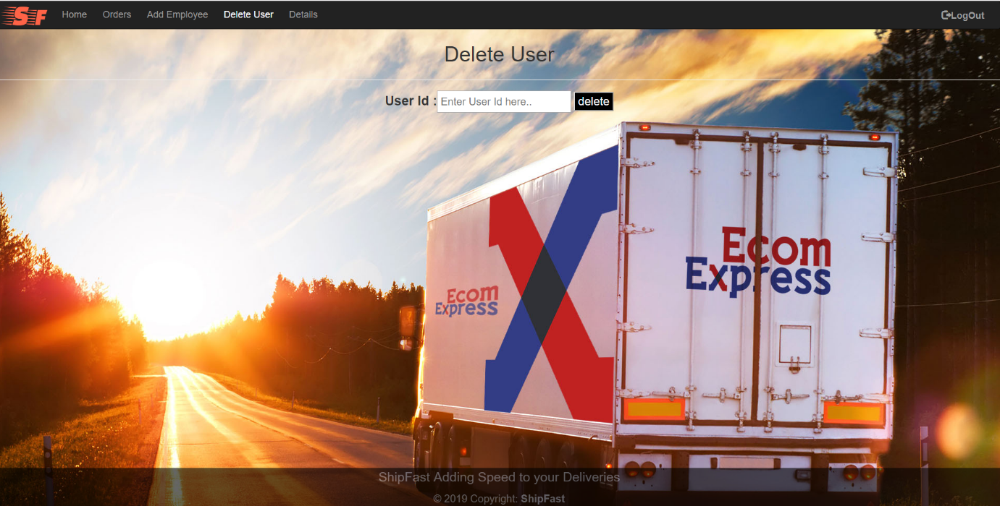 SF Home Orders Add Employee Delete User Details LogOut
Delete User
User Id : Enter User Id here.. delete
Ecom
Express
Ecom
Express
ShipFast Adding Speed to your Deliveries
© 2019 Copyright: ShipFast